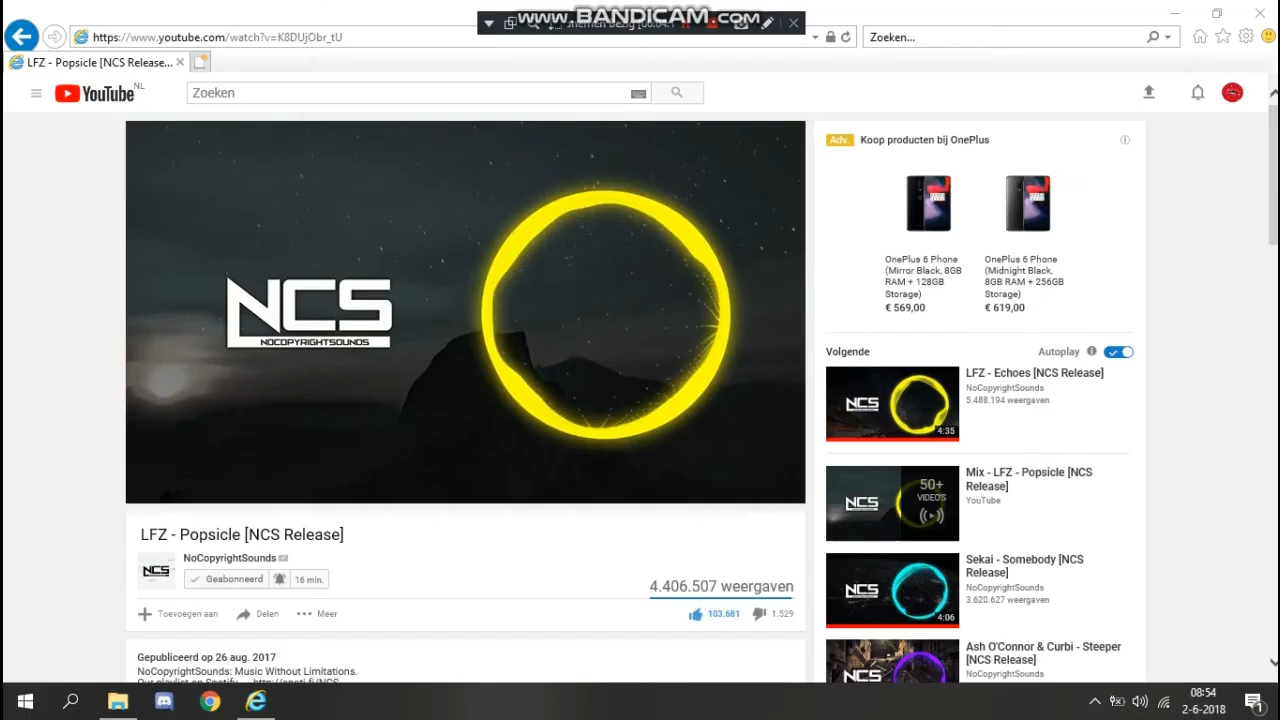 www.BANDICAM.com
https://www.youtube.com/watch?v=K8DUjObr_tU
Zoeken...
LFZ - Popsicle [NCS Release...
YouTube NL
Zoeken
NCS
NOCOPYRIGHTSOUNDS
LFZ - Popsicle [NCS Release]
NoCopyrightSounds
Geabonneerd
16 min.
4.406.507 weergaven
Toevoegen aan
Delen
Meer
103.681
1.529
Gepubliceerd op 26 aug. 2017
NoCopyrightSounds: Music Without Limitations.
Adv. Koop producten bij OnePlus
OnePlus 6 Phone
(Mirror Black, 8GB
RAM + 128GB
Storage)
€ 569,00
OnePlus 6 Phone
(Midnight Black,
8GB RAM + 256GB
Storage)
€ 619,00
Volgende
Autoplay
NCS
4:35
LFZ - Echoes [NCS Release]
NoCopyrightSounds
5.488.194 weergaven
NCS
50+
VIDEO'S
Mix - LFZ - Popsicle [NCS
Release]
YouTube
NCS
4:06
Sekai - Somebody [NCS
Release]
NoCopyrightSounds
3.620.627 weergaven
NCS
Ash O'Connor & Curbi - Steeper
[NCS Release]
NoCopyrightSounds
08:54
2-6-2018
1